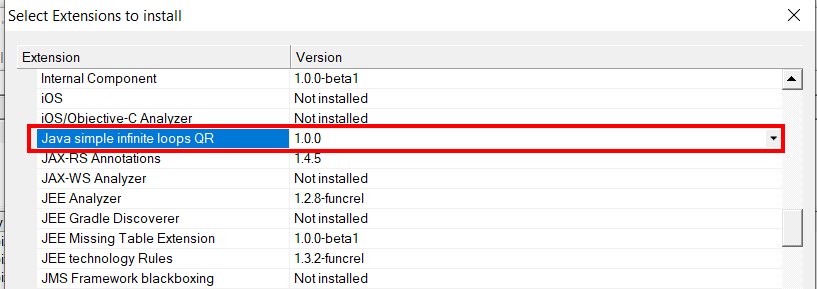 Select Extensions to install
Extension Version
Internal Component 1.0.0-beta1
iOS Not installed
iOS/Objective-C Analyzer Not installed
Java simple infinite loops QR 1.0.0
JAX-RS Annotations 1.4.5
JAX-WS Analyzer Not installed
JEE Analyzer 1.2.8-funcrel
JEE Gradle Discoverer Not installed
JEE Missing Table Extension 1.0.0-beta1
JEE technology Rules 1.3.2-funcrel
JMS Framework blackboxing Not installed